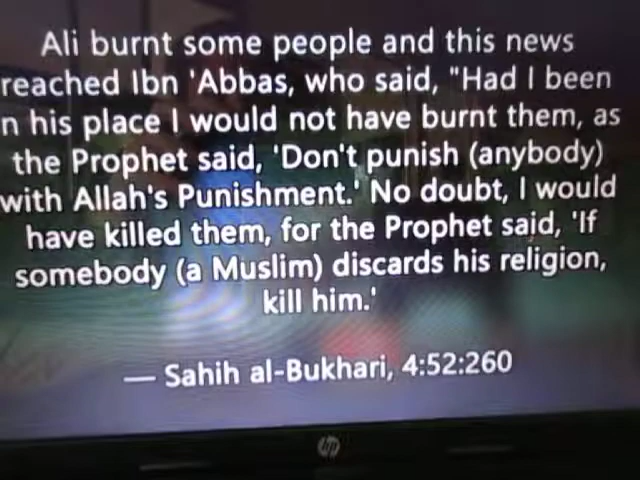 Ali burnt some people and this news
reached Ibn 'Abbas, who said, "Had I been
n his place I would not have burnt them, as
the Prophet said, 'Don't punish (anybody)
with Allah's Punishment.' No doubt, I would
have killed them, for the Prophet said, 'If
somebody (a Muslim) discards his religion,
kill him.'
— Sahih al-Bukhari, 4:52:260
hp